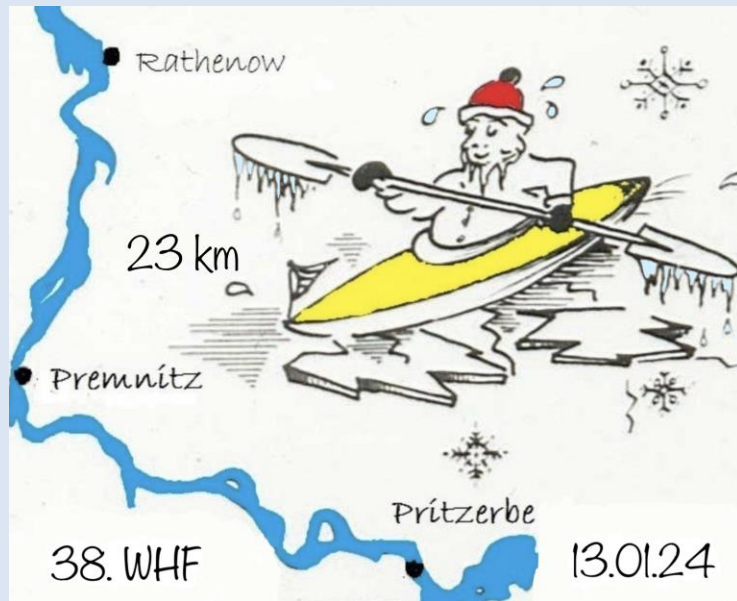 Rathenow
23 km
Premnitz
Pritzerbe
38. WHF
13.01.24